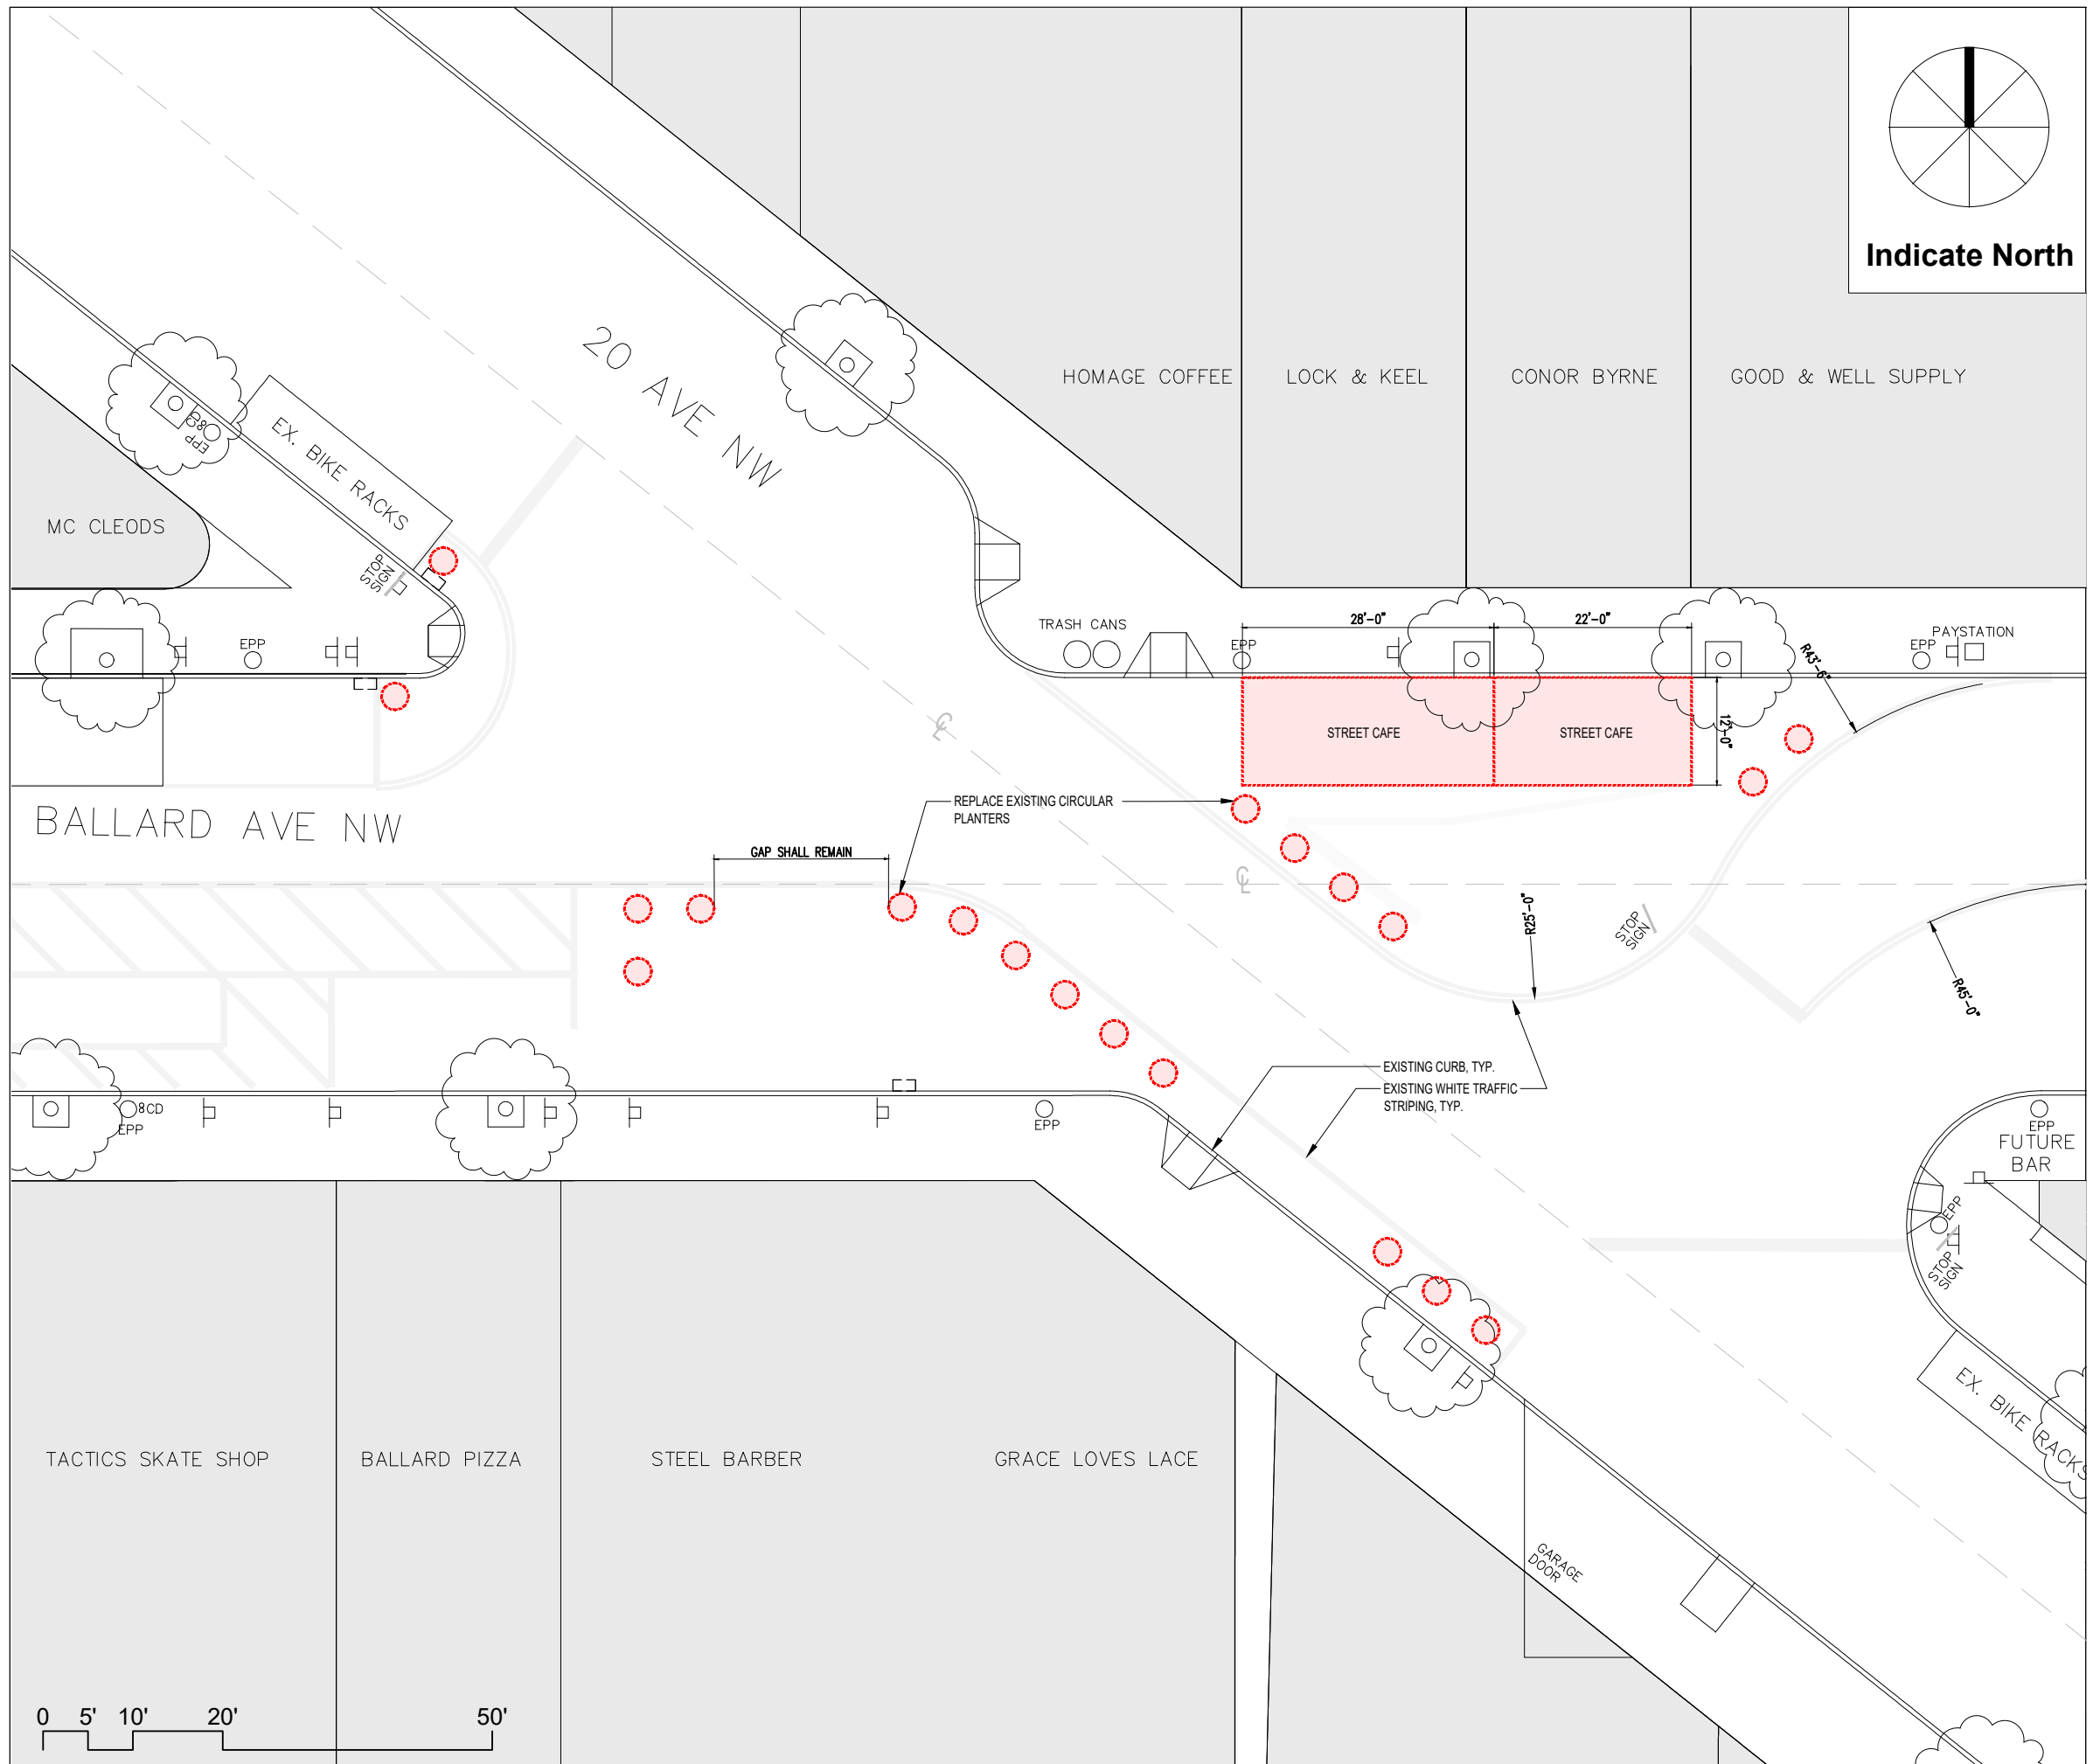 Indicate North
20 AVE NW
HOMAGE COFFEE
LOCK & KEEL
CONOR BYRNE
GOOD & WELL SUPPLY
8CD
EPP
EX. BIKE RACKS
MC CLEODS
STOP
SIGN
EPP
TRASH CANS
EPP
28'-0"
22'-0"
EPP
PAYSTATION
R43'-6"
12'-0"
STREET CAFE
STREET CAFE
BALLARD AVE NW
REPLACE EXISTING CIRCULAR
PLANTERS
GAP SHALL REMAIN
R25'-0"
STOP
SIGN
R45'-0"
EXISTING CURB, TYP.
EXISTING WHITE TRAFFIC
STRIPING, TYP.
8CD
EPP
EPP
EPP
FUTURE
BAR
EPP
STOP
SIGN
EX. BIKE RACKS
TACTICS SKATE SHOP
BALLARD PIZZA
STEEL BARBER
GRACE LOVES LACE
GARAGE
DOOR
0 5' 10' 20' 50'